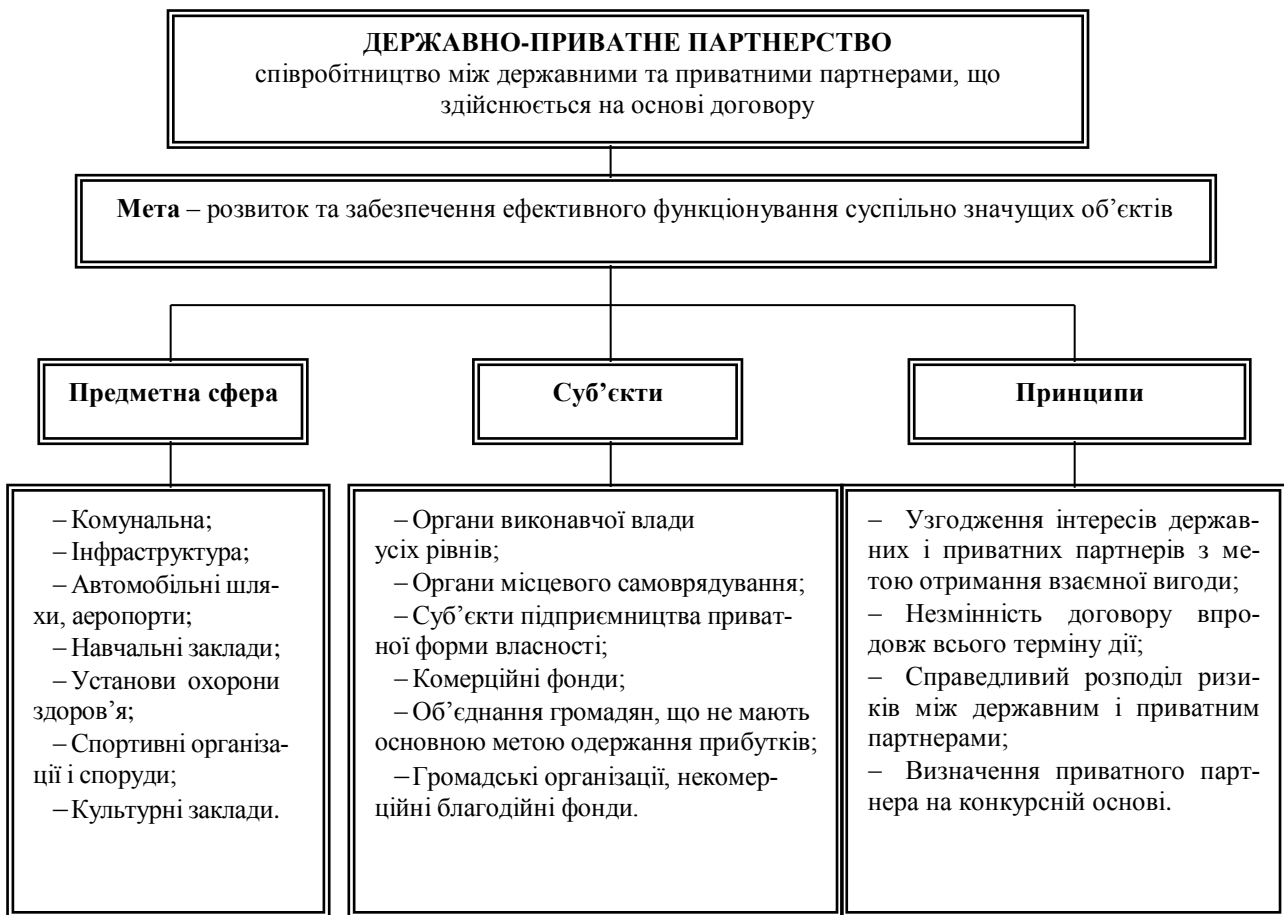 ДЕРЖАВНО-ПРИВАТНЕ ПАРТНЕРСТВО
співробітництво між державними та приватними партнерами, що
здійснюється на основі договору
Мета – розвиток та забезпечення ефективного функціонування суспільно значущих об’єктів
Предметна сфера
– Комунальна;
– Інфраструктура;
– Автомобільні шля-
хи, аеропорти;
– Навчальні заклади;
– Установи охорони
здоров’я;
– Спортивні організа-
ції і споруди;
– Культурні заклади.
Суб’єкти
– Органи виконавчої влади
усіх рівнів;
– Органи місцевого самоврядування;
– Суб’єкти підприємництва приват-
ної форми власності;
– Комерційні фонди;
– Об’єднання громадян, що не мають
основною метою одержання прибутків;
– Громадські організації, некомер-
ційні благодійні фонди.
Принципи
– Узгодження інтересів держав-
них і приватних партнерів з ме-
тою отримання взаємної вигоди;
– Незмінність договору впро-
довж всього терміну дії;
– Справедливий розподіл ризи-
ків між державним і приватним
партнерами;
– Визначення приватного парт-
нера на конкурсній основі.